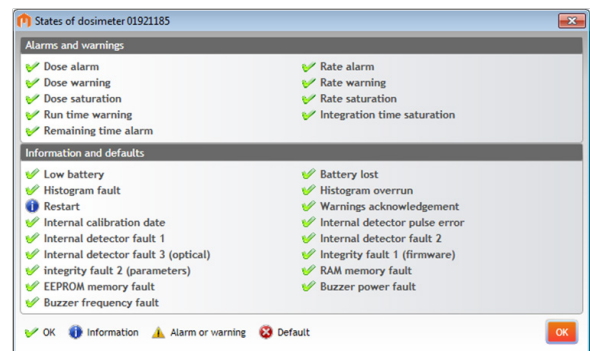 States of dosimeter 01921185
Alarms and warnings
Dose alarm Rate alarm
Dose warning Rate warning
Dose saturation Rate saturation
Run time warning Integration time saturation
Remaining time alarm
Information and defaults
Low battery Battery lost
Histogram fault Histogram overrun
Restart Warnings acknowledgement
Internal calibration date Internal detector pulse error
Internal detector fault 1 Internal detector fault 2
Internal detector fault 3 (optical) Integrity fault 1 (firmware)
integrity fault 2 (parameters) RAM memory fault
EEPROM memory fault Buzzer power fault
Buzzer frequency fault
OK Information Alarm or warning Default OK